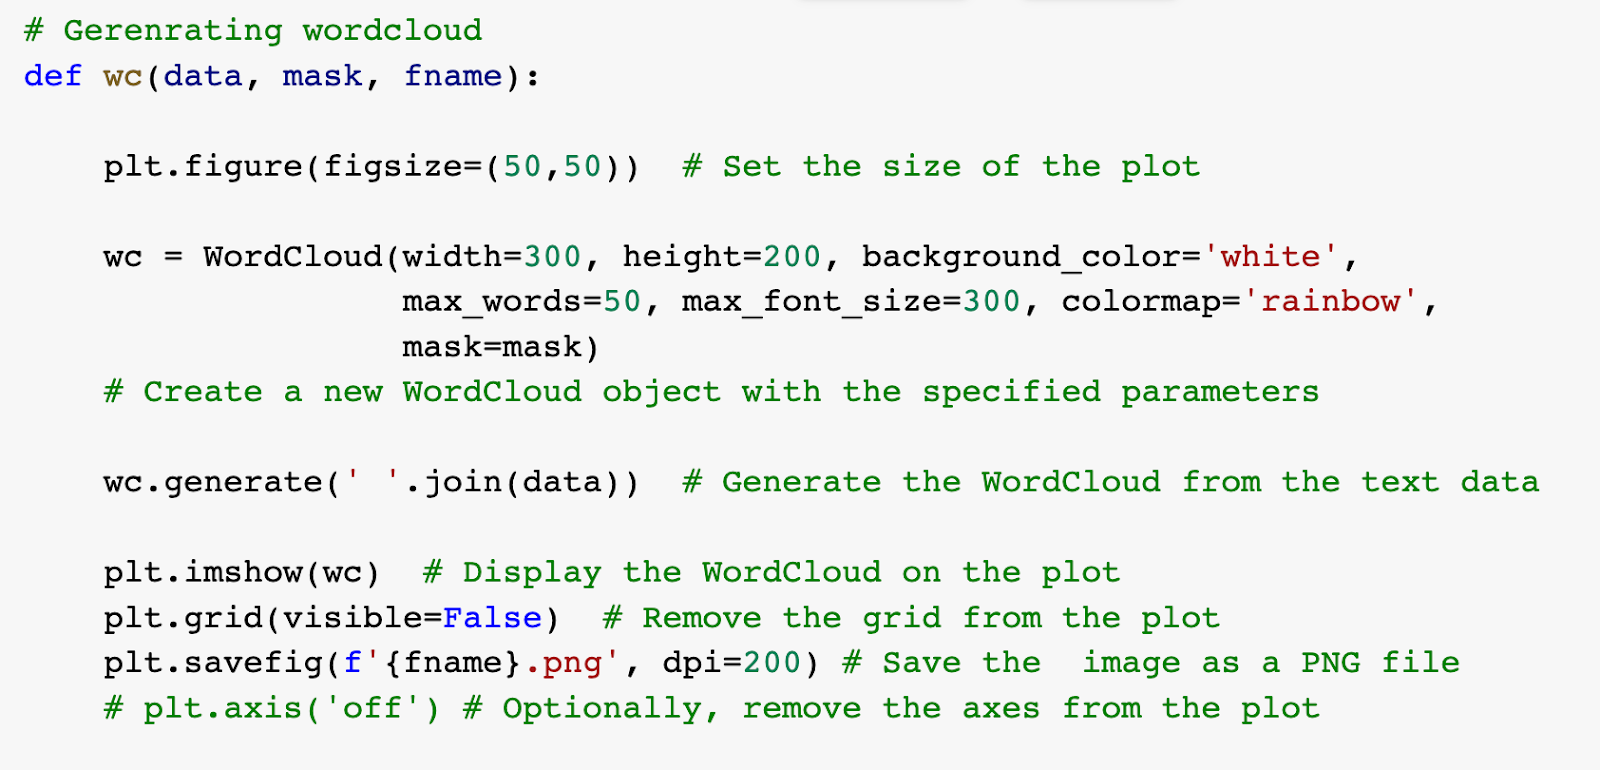 # Gerenrating wordcloud
def wc(data, mask, fname):
plt.figure(figsize=(50,50))  # Set the size of the plot
wc = WordCloud(width=300, height=200, background_color='white',
max_words=50, max_font_size=300, colormap='rainbow',
mask=mask)
# Create a new WordCloud object with the specified parameters
wc.generate(' '.join(data))  # Generate the WordCloud from the text data
plt.imshow(wc)  # Display the WordCloud on the plot
plt.grid(visible=False)  # Remove the grid from the plot
plt.savefig(f'{fname}.png', dpi=200) # Save the  image as a PNG file
# plt.axis('off') # Optionally, remove the axes from the plot